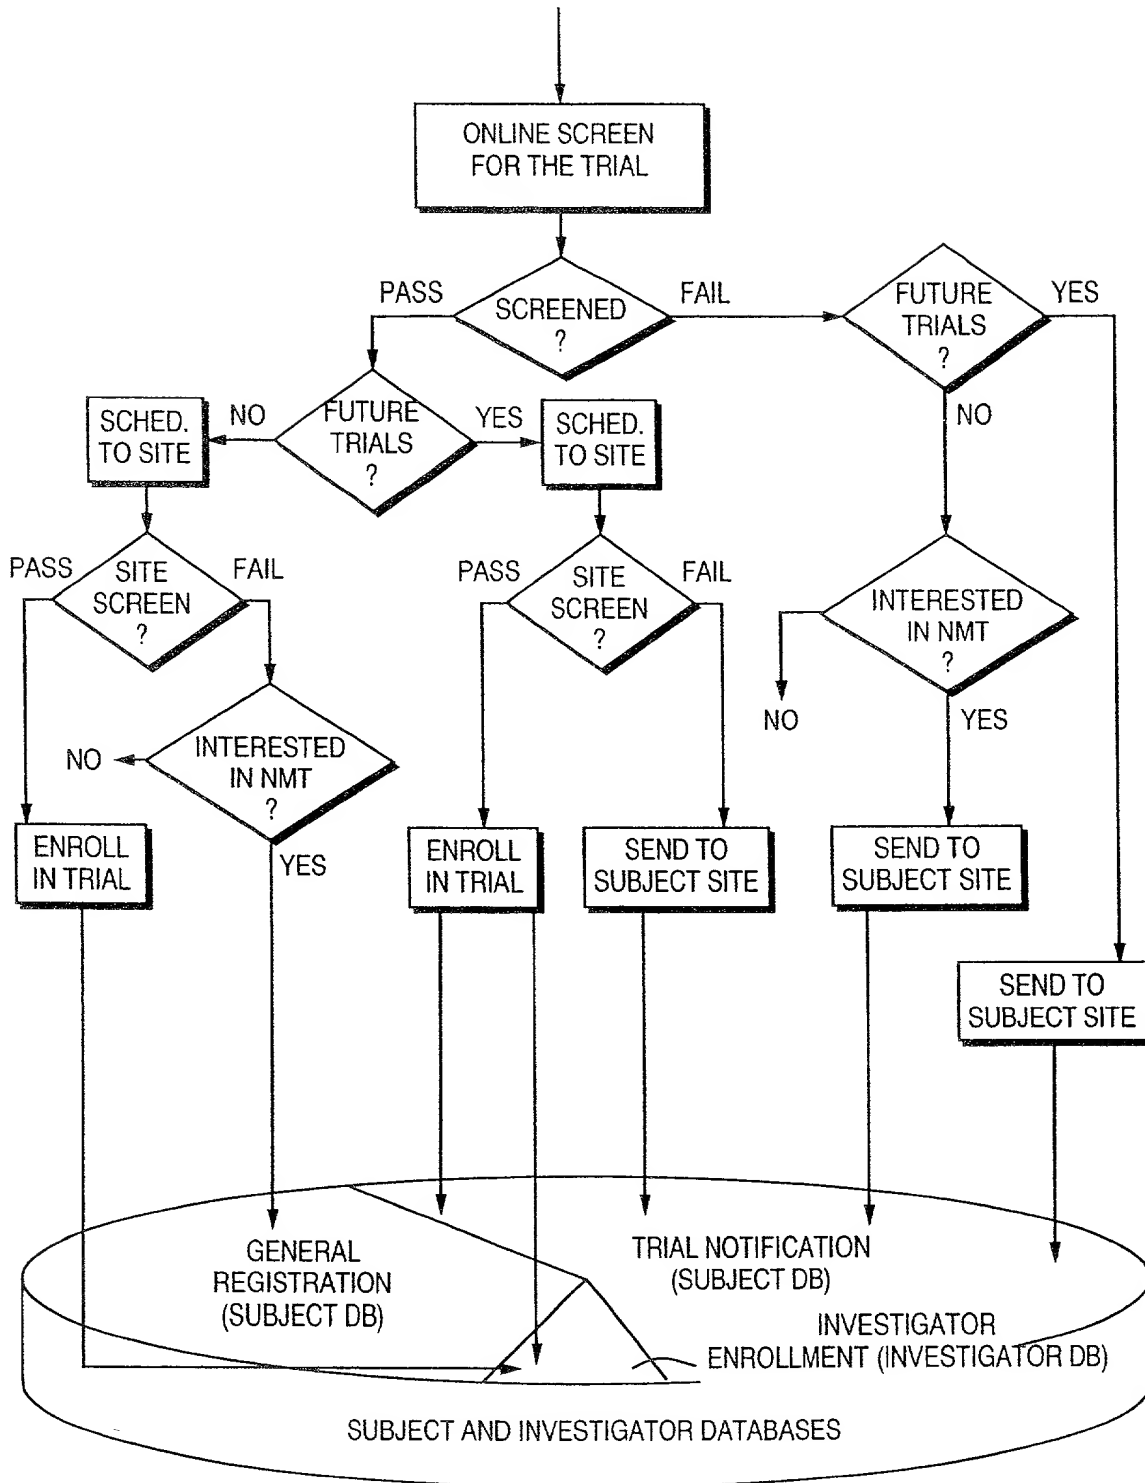 ONLINE SCREEN
FOR THE TRIAL
PASS
SCREENED
?
FAIL
FUTURE
TRIALS
?
YES
NO
SCHED.
TO SITE
NO
FUTURE
TRIALS
?
YES
SCHED.
TO SITE
PASS
SITE
SCREEN
?
FAIL
PASS
SITE
SCREEN
?
FAIL
INTERESTED
IN NMT
?
NO
YES
NO
INTERESTED
IN NMT
?
YES
ENROLL
IN TRIAL
ENROLL
IN TRIAL
SEND TO
SUBJECT SITE
SEND TO
SUBJECT SITE
SEND TO
SUBJECT SITE
GENERAL
REGISTRATION
(SUBJECT DB)
TRIAL NOTIFICATION
(SUBJECT DB)
INVESTIGATOR
ENROLLMENT (INVESTIGATOR DB)
SUBJECT AND INVESTIGATOR DATABASES